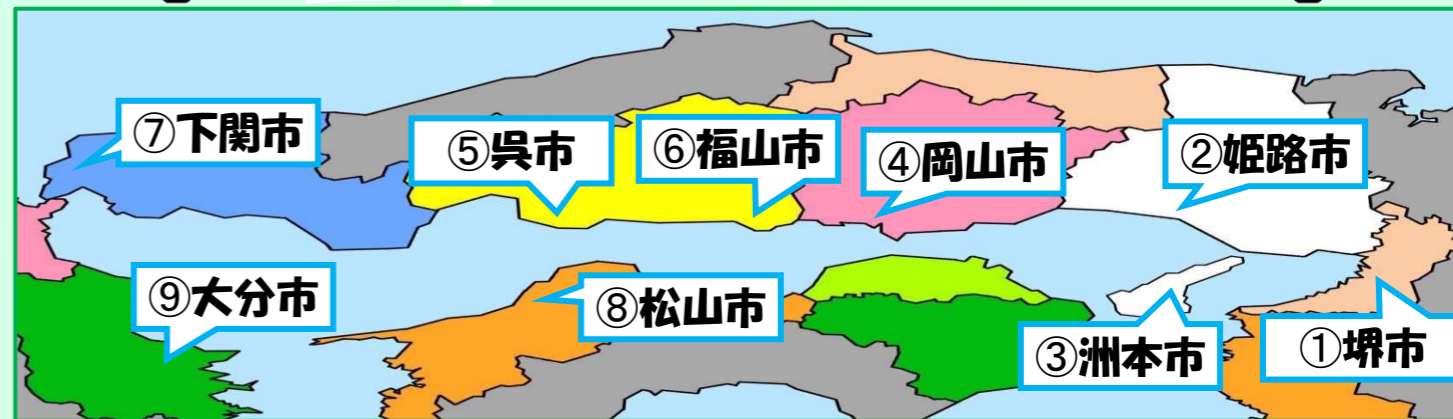 ⑦下関市
⑤呉市
⑥福山市
④岡山市
②姫路市
⑨大分市
⑧松山市
③洲本市
①堺市